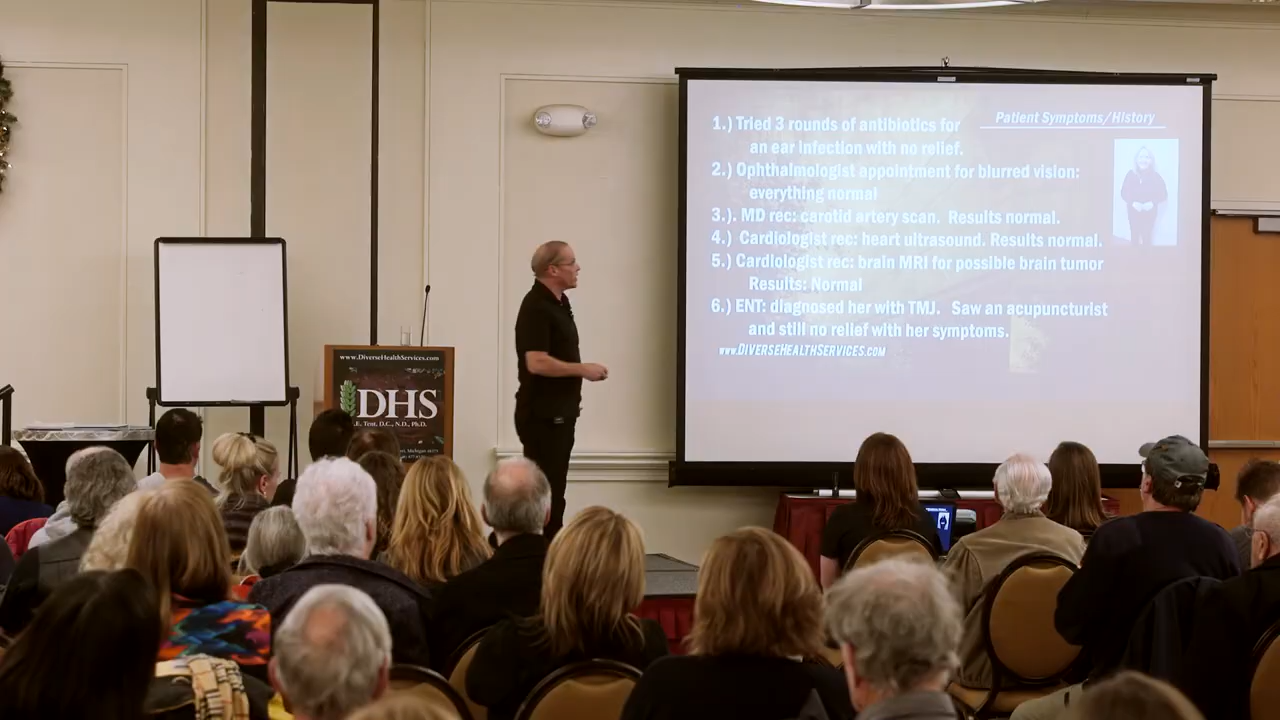 Patient Symptoms/History
1.) Tried 3 rounds of antibiotics for
an ear infection with no relief.
2.) Ophthalmologist appointment for blurred vision:
everything normal
3.). MD rec: carotid artery scan. Results normal.
4.) Cardiologist rec: heart ultrasound. Results normal.
5.) Cardiologist rec: brain MRI for possible brain tumor
Results: Normal
6.) ENT: diagnosed her with TMJ. Saw an acupuncturist
and still no relief with her symptoms.
www.DiverseHealthServices.com
www.DiverseHealthServices.com
DHS
.E. Tent, D.C., N.D., Ph.D.
Michigan